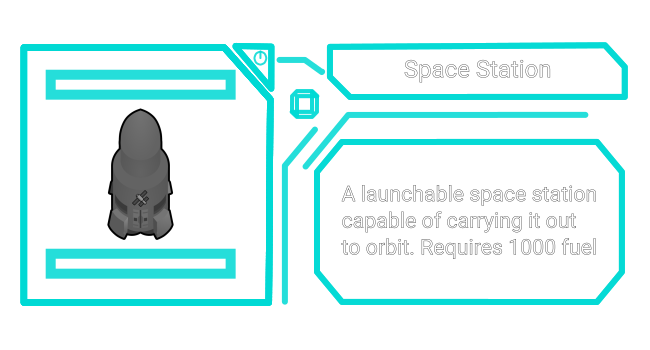 Space Station
A launchable space station
capable of carrying it out
to orbit. Requires 1000 fuel